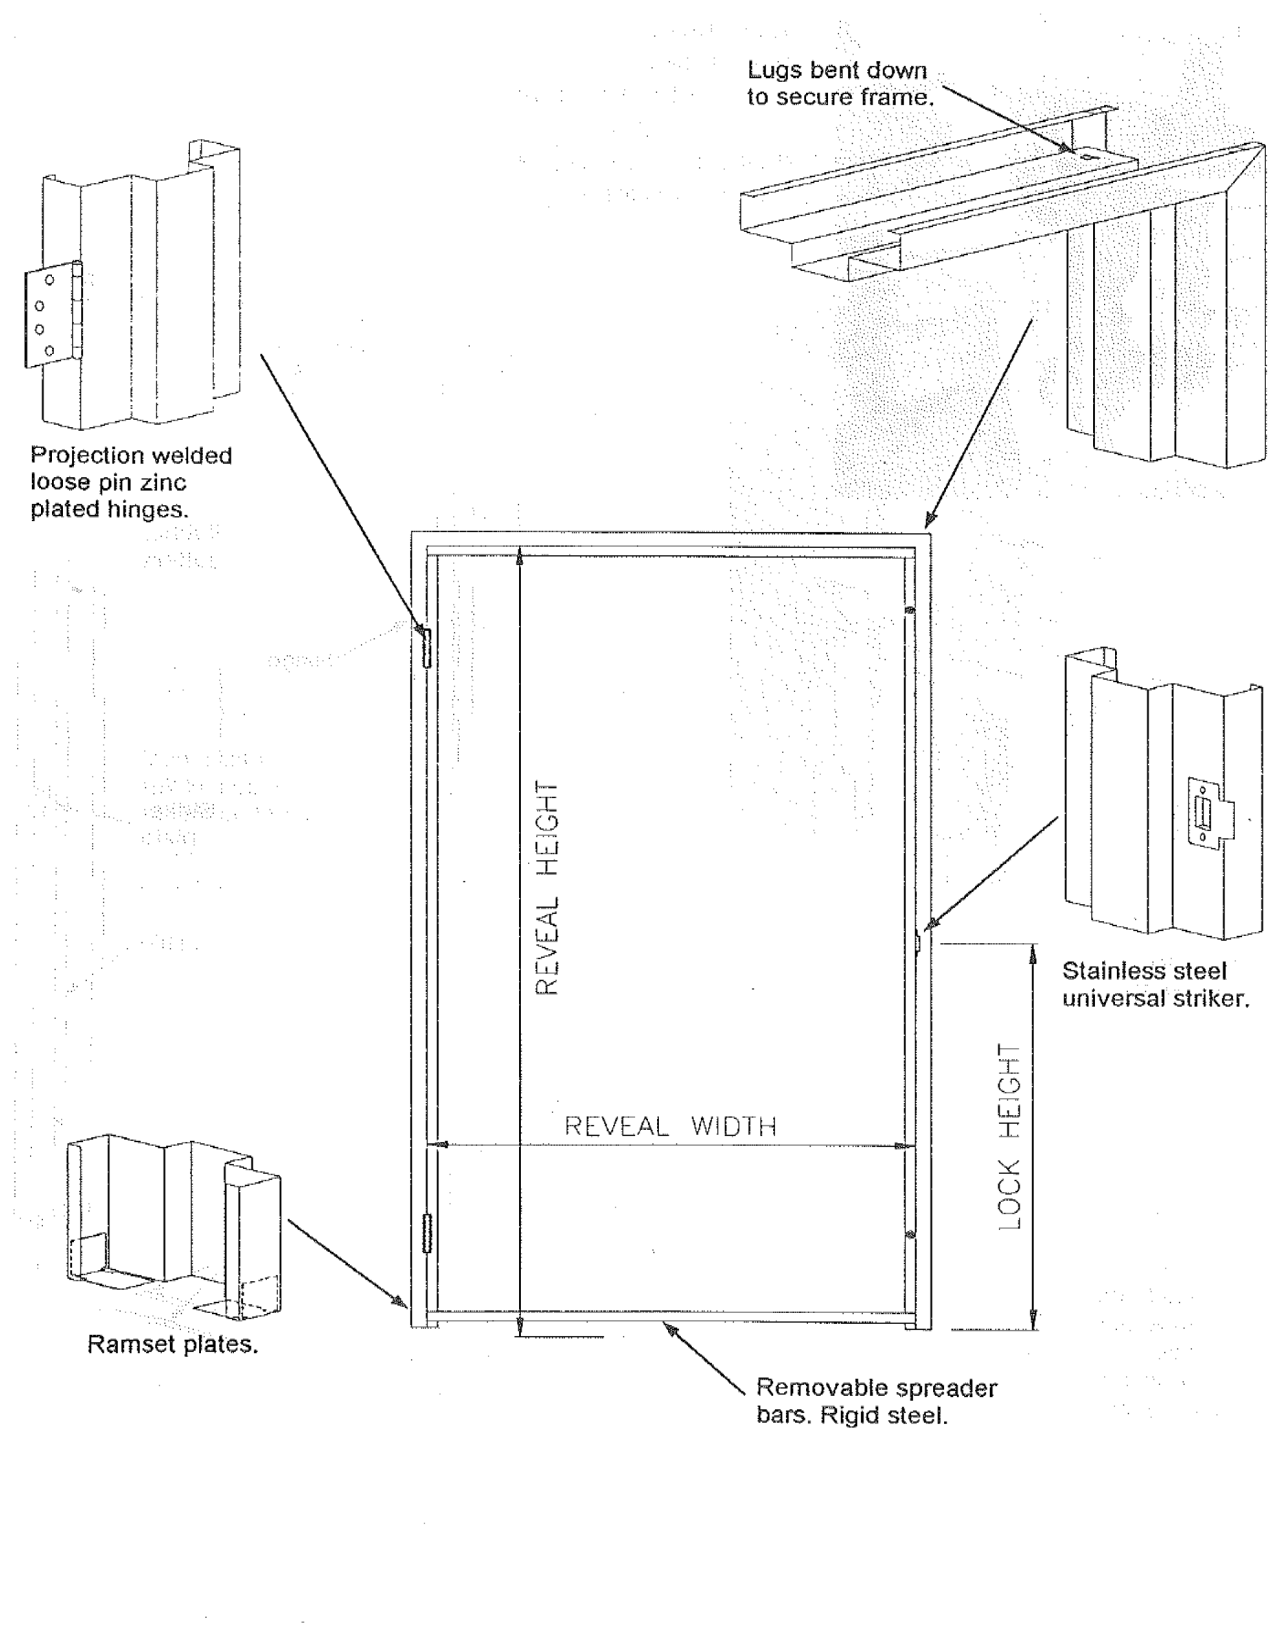 Lugs bent down
to secure frame.
Projection welded
loose pin zinc
plated hinges.
REVEAL HEIGHT
Stainless steel
universal striker.
REVEAL WIDTH
LOCK HEIGHT
Ramset plates.
Removable spreader
bars. Rigid steel.